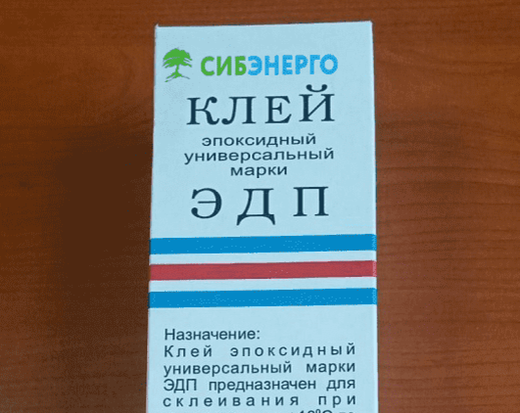 СИБЭНЕРГО
КЛЕЙ
эпоксидный
универсальный
марки
ЭДП
Назначение:
Клей эпоксидный
универсальный марки
ЭДП предназначен для
склеивания при